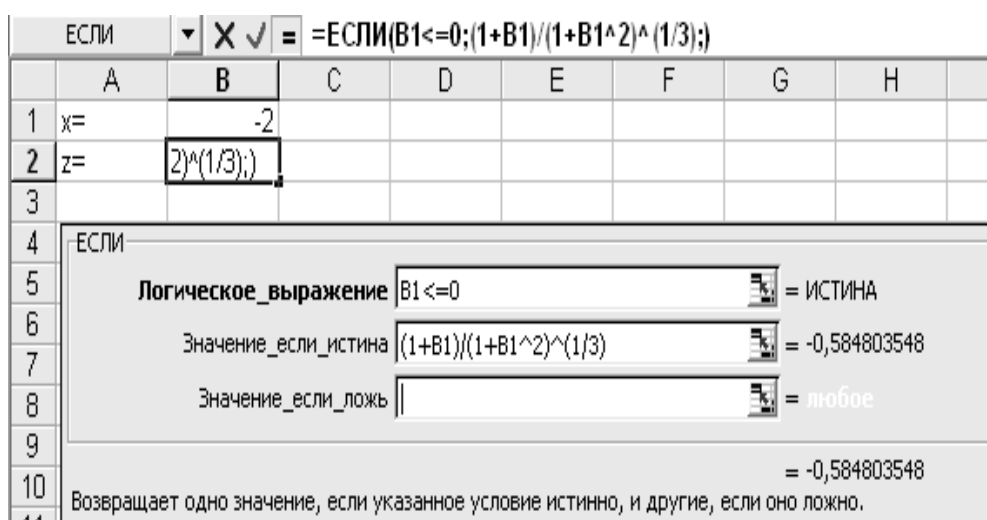 ЕСЛИ = =ЕСЛИ(B1<=0;(1+B1)/(1+B1^2)^(1/3);)
A B C D E F G H
1 x= -2
2 z= 2)^(1/3);)
3
4 ЕСЛИ
5 Логическое_выражение B1<=0 = ИСТИНА
6 Значение_если_истина (1+B1)/(1+B1^2)^(1/3) = -0,584803548
7
8 Значение_если_ложь = любое
9
= -0,584803548
10 Возвращает одно значение, если указанное условие истинно, и другие, если оно ложно.
11